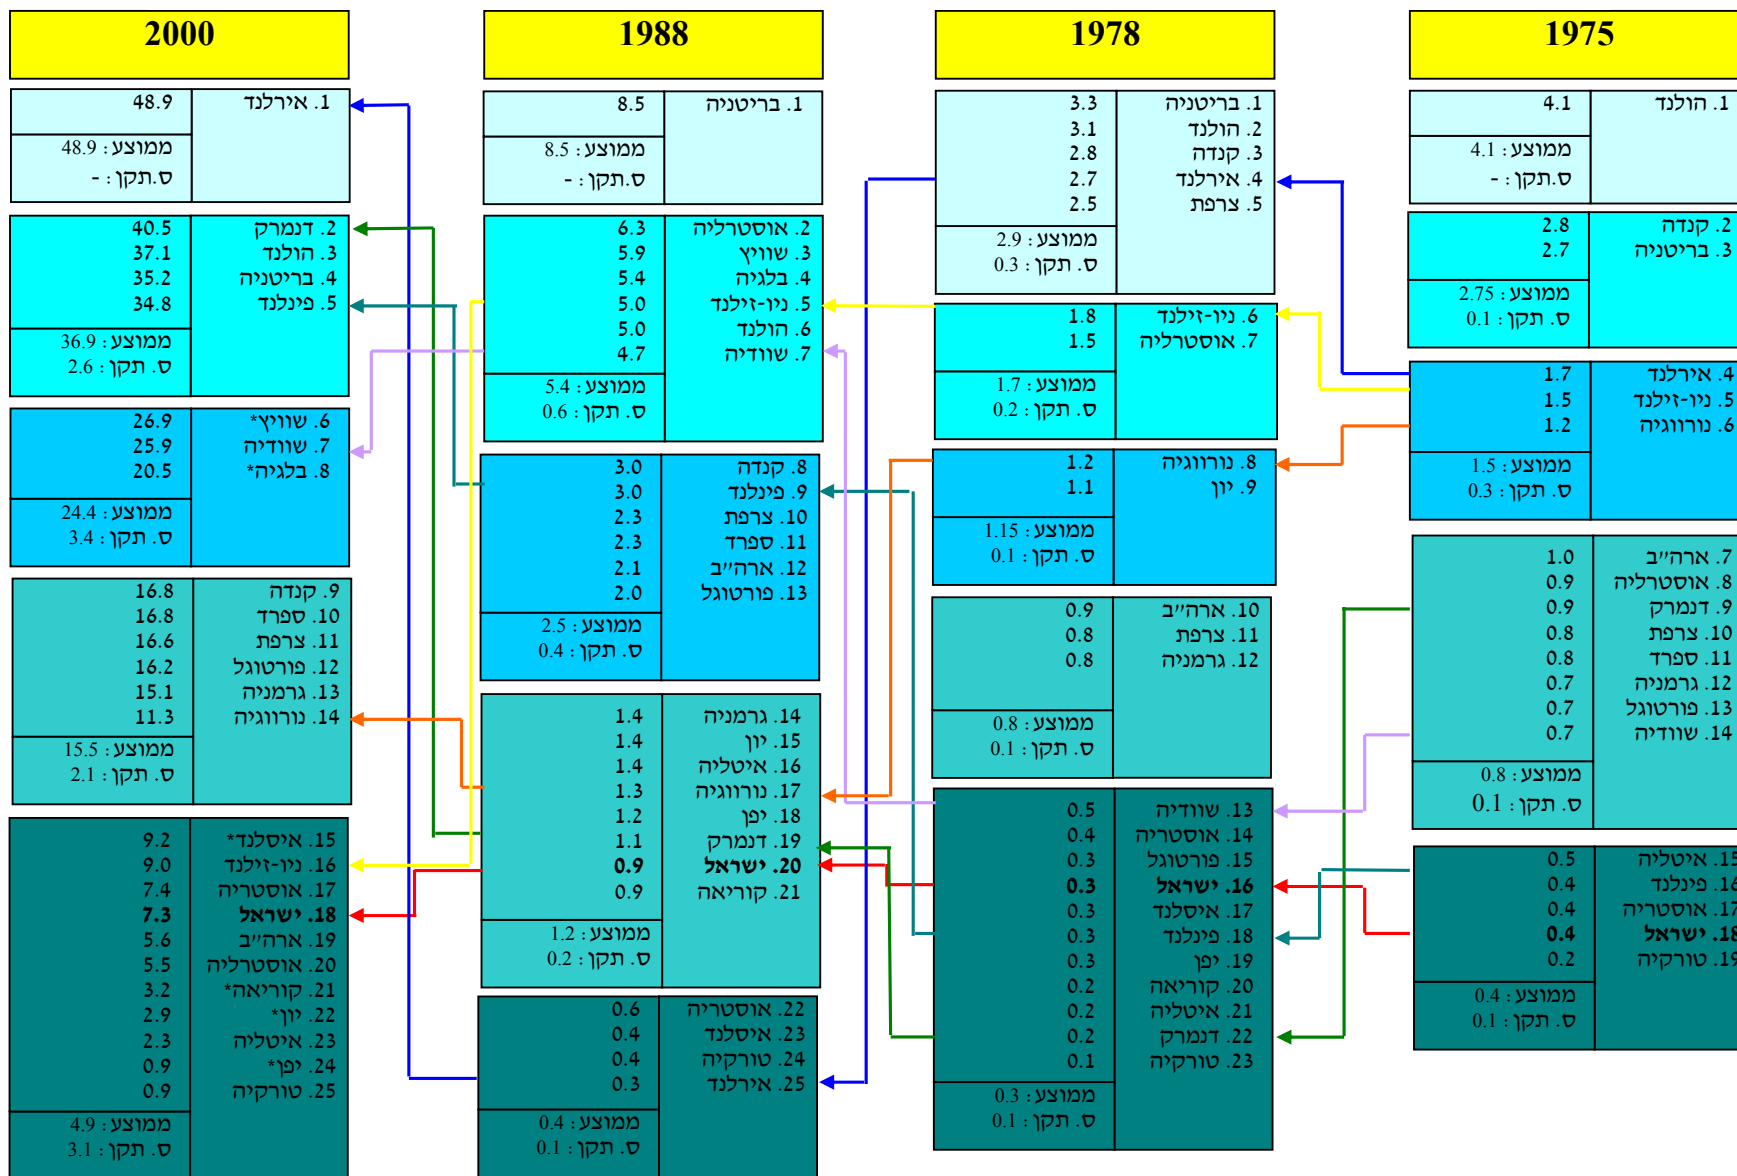 1975
1. הולנד 4.1
ממוצע: 4.1
ס.תקן: -
2. קנדה 2.8
3. בריטניה 2.7
ממוצע: 2.75
ס. תקן: 0.1
4. אירלנד 1.7
5. ניו-זילנד 1.5
6. נורווגיה 1.2
ממוצע: 1.5
ס. תקן: 0.3
7. ארה״ב 1.0
8. אוסטרליה 0.9
9. דנמרק 0.9
10. צרפת 0.8
11. ספרד 0.8
12. גרמניה 0.7
13. פורטוגל 0.7
14. שוודיה 0.7
ממוצע: 0.8
ס. תקן: 0.1
15. איטליה 0.5
16. פינלנד 0.4
17. אוסטריה 0.4
18. ישראל 0.4
19. טורקיה 0.2
ממוצע: 0.4
ס. תקן: 0.1
1978
1. בריטניה 3.3
2. הולנד 3.1
3. קנדה 2.8
4. אירלנד 2.7
5. צרפת 2.5
ממוצע: 2.9
ס. תקן: 0.3
6. ניו-זילנד 1.8
7. אוסטרליה 1.5
ממוצע: 1.7
ס. תקן: 0.2
8. נורווגיה 1.2
9. יון 1.1
ממוצע: 1.15
ס. תקן: 0.1
10. ארה״ב 0.9
11. צרפת 0.8
12. גרמניה 0.8
ממוצע: 0.8
ס. תקן: 0.1
13. שוודיה 0.5
14. אוסטריה 0.4
15. פורטוגל 0.3
16. ישראל 0.3
17. איסלנד 0.3
18. פינלנד 0.3
19. יפן 0.3
20. קוריאה 0.2
21. איטליה 0.2
22. דנמרק 0.2
23. טורקיה 0.1
ממוצע: 0.3
ס. תקן: 0.1
1988
1. בריטניה 8.5
ממוצע: 8.5
ס.תקן: -
2. אוסטרליה 6.3
3. שוויץ 5.9
4. בלגיה 5.4
5. ניו-זילנד 5.0
6. הולנד 5.0
7. שוודיה 4.7
ממוצע: 5.4
ס. תקן: 0.6
8. קנדה 3.0
9. פינלנד 3.0
10. צרפת 2.3
11. ספרד 2.3
12. ארה״ב 2.1
13. פורטוגל 2.0
ממוצע: 2.5
ס. תקן: 0.4
14. גרמניה 1.4
15. יון 1.4
16. איטליה 1.4
17. נורווגיה 1.3
18. יפן 1.2
19. דנמרק 1.1
20. ישראל 0.9
21. קוריאה 0.9
ממוצע: 1.2
ס. תקן: 0.2
22. אוסטריה 0.6
23. איסלנד 0.4
24. טורקיה 0.4
25. אירלנד 0.3
ממוצע: 0.4
ס. תקן: 0.1
2000
1. אירלנד 48.9
ממוצע: 48.9
ס.תקן: -
2. דנמרק 40.5
3. הולנד 37.1
4. בריטניה 35.2
5. פינלנד 34.8
ממוצע: 36.9
ס. תקן: 2.6
6. שוויץ* 26.9
7. שוודיה 25.9
8. בלגיה* 20.5
ממוצע: 24.4
ס. תקן: 3.4
9. קנדה 16.8
10. ספרד 16.8
11. צרפת 16.6
12. פורטוגל 16.2
13. גרמניה 15.1
14. נורווגיה 11.3
ממוצע: 15.5
ס. תקן: 2.1
15. איסלנד* 9.2
16. ניו-זילנד 9.0
17. אוסטריה 7.4
18. ישראל 7.3
19. ארה״ב 5.6
20. אוסטרליה 5.5
21. קוריאה* 3.2
22. יון* 2.9
23. איטליה 2.3
24. יפן* 0.9
25. טורקיה 0.9
ממוצע: 4.9
ס. תקן: 3.1